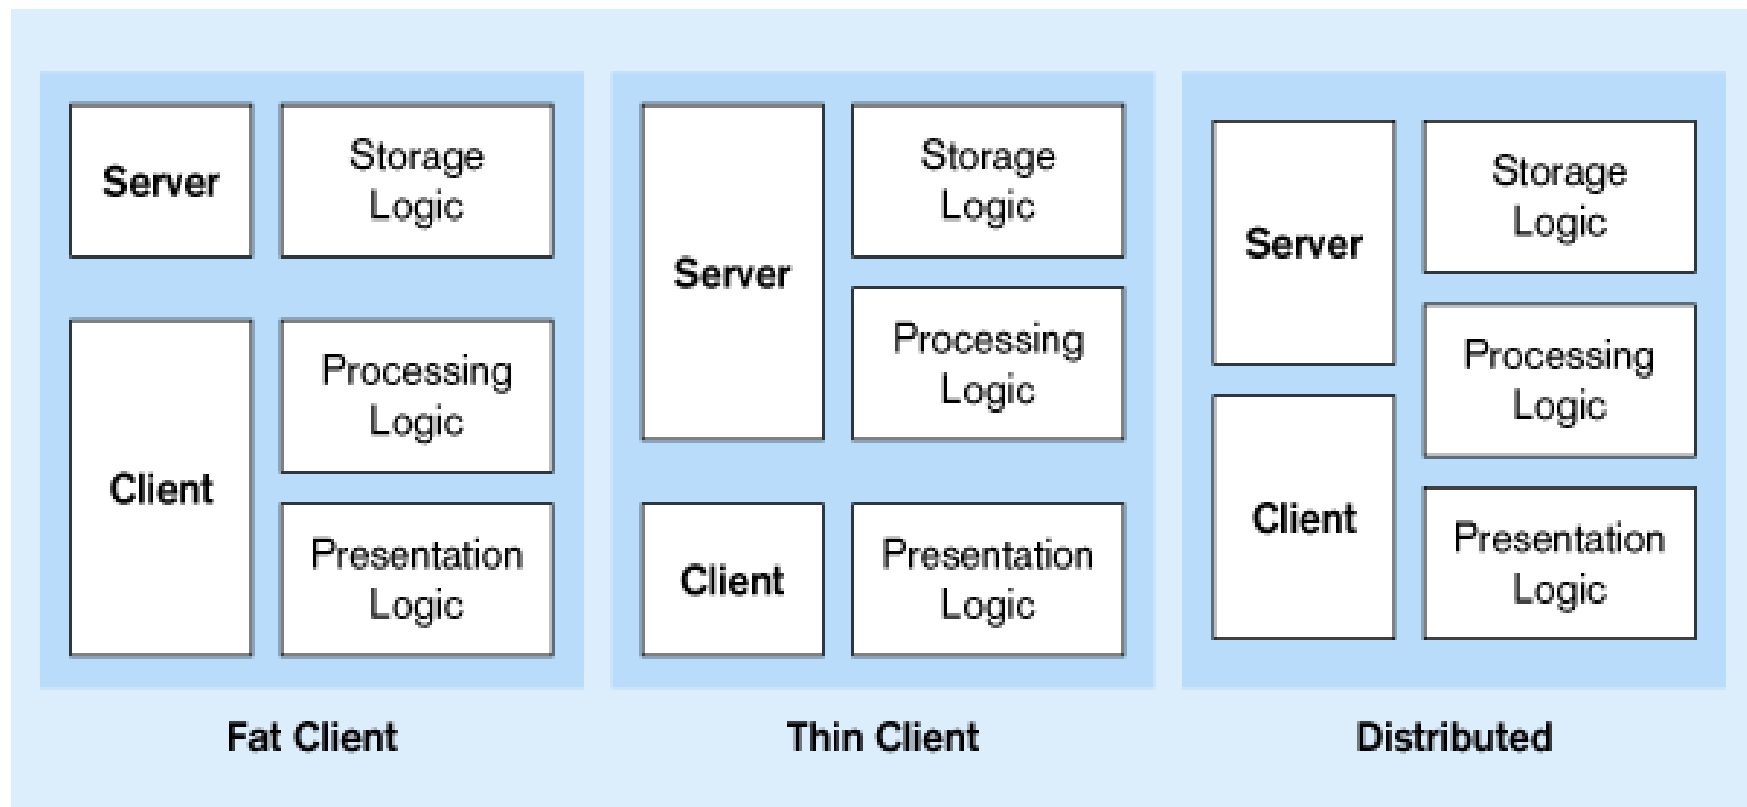 Server
Storage
Logic
Client
Processing
Logic
Presentation
Logic
Fat Client
Server
Storage
Logic
Processing
Logic
Client
Presentation
Logic
Thin Client
Server
Storage
Logic
Processing
Logic
Client
Presentation
Logic
Distributed